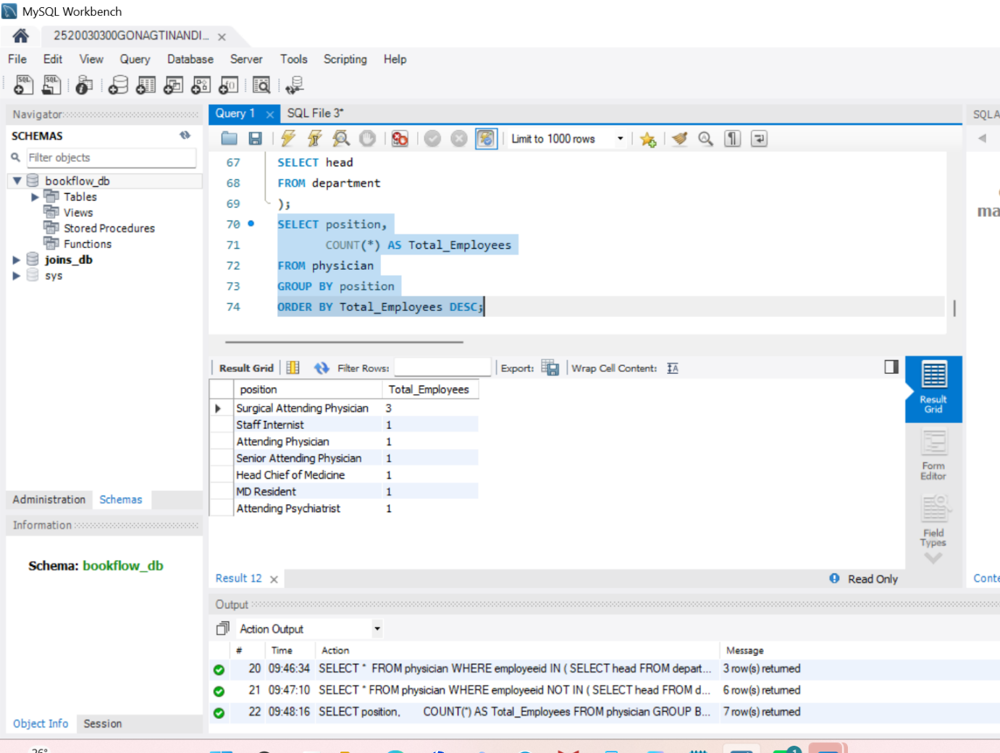 MySQL Workbench
2520030300GONAGTINANDI...
File Edit View Query Database Server Tools Scripting Help
Navigator
SCHEMAS
Filter objects
bookflow_db
Tables
Views
Stored Procedures
Functions
joins_db
sys
Administration Schemas
Information
Schema: bookflow_db
Object Info Session
Query 1 SQL File 3*
Limit to 1000 rows
67 SELECT head
68 FROM department
69 );
70 SELECT position,
71 COUNT(*) AS Total_Employees
72 FROM physician
73 GROUP BY position
74 ORDER BY Total_Employees DESC;
Result Grid Filter Rows: Export: Wrap Cell Content:
position Total_Employees
Surgical Attending Physician 3
Staff Internist 1
Attending Physician 1
Senior Attending Physician 1
Head Chief of Medicine 1
MD Resident 1
Attending Psychiatrist 1
Result
Grid
Form
Editor
Field
Types
Result 12
Read Only
Output
Action Output
# Time Action Message
20 09:46:34 SELECT * FROM physician WHERE employeeid IN ( SELECT head FROM depart... 3 row(s) returned
21 09:47:10 SELECT * FROM physician WHERE employeeid NOT IN ( SELECT head FROM d... 6 row(s) returned
22 09:48:16 SELECT position, COUNT(*) AS Total_Employees FROM physician GROUP B... 7 row(s) returned
SQLA
ma
Conte